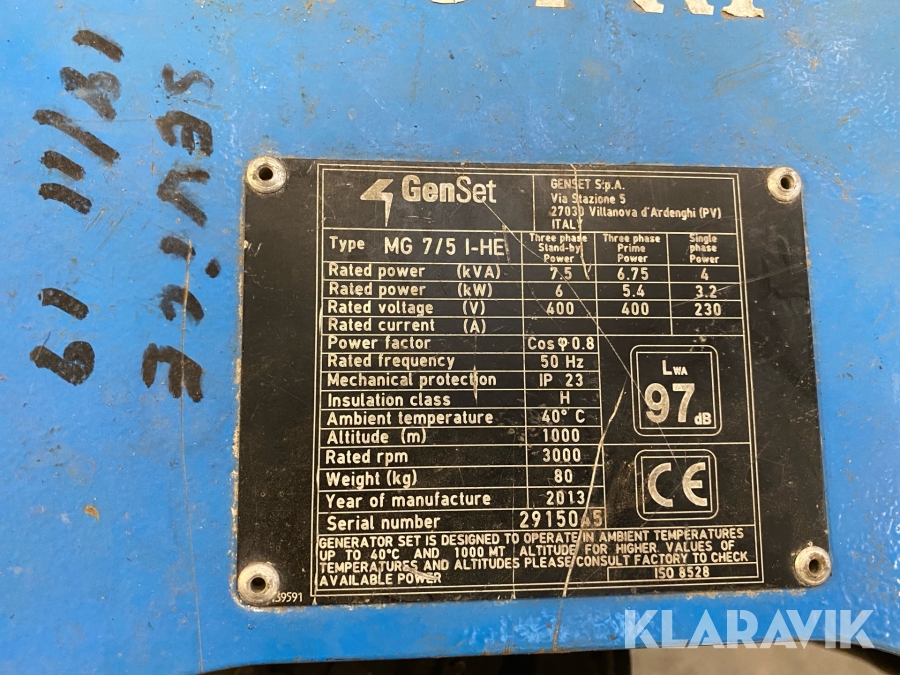 GenSet
GENSET S.p.A.
Via Stazione 5
27030 Villanova d'Ardenghi (PV)
ITALY
Type MG 7/5 I-HE Three phase Stand-by Power Three phase Prime Power Single phase Power
Rated power (kVA) 7.5 6.75 4
Rated power (kW) 6 5.4 3.2
Rated voltage (V) 400 400 230
Rated current (A)
Power factor Cos φ 0.8
Rated frequency 50 Hz
Mechanical protection IP 23
Insulation class H
Ambient temperature 40° C
Altitude (m) 1000
Rated rpm 3000
Weight (kg) 80
Year of manufacture 2013
Serial number 2915045
LWA
97 dB
CE
GENERATOR SET IS DESIGNED TO OPERATE IN AMBIENT TEMPERATURES
UP TO 40°C AND 1000 MT. ALTITUDE FOR HIGHER VALUES OF
TEMPERATURES AND ALTITUDES PLEASE CONSULT FACTORY TO CHECK
AVAILABLE POWER
ISO 8528
39591
KLARAVIK